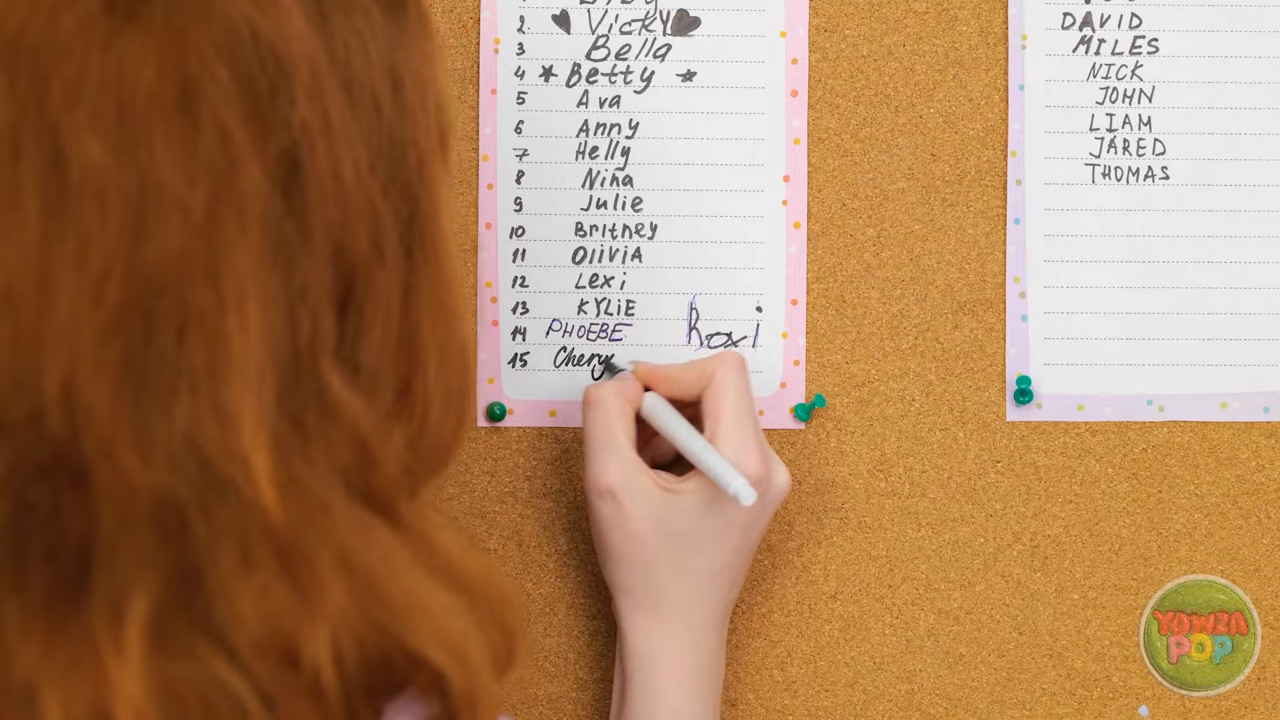 2. Vicky
3 Bella
4 * Betty *
5 Ava
6 Anny
7 Helly
8 Nina
9 Julie
10 Britney
11 OLIVIA
12 Lexi
13 KYLIE
14 PHOEBE Roxi
15 Chery
DAVID
MILES
NICK
JOHN
LIAM
JARED
THOMAS
YOWZA
POP